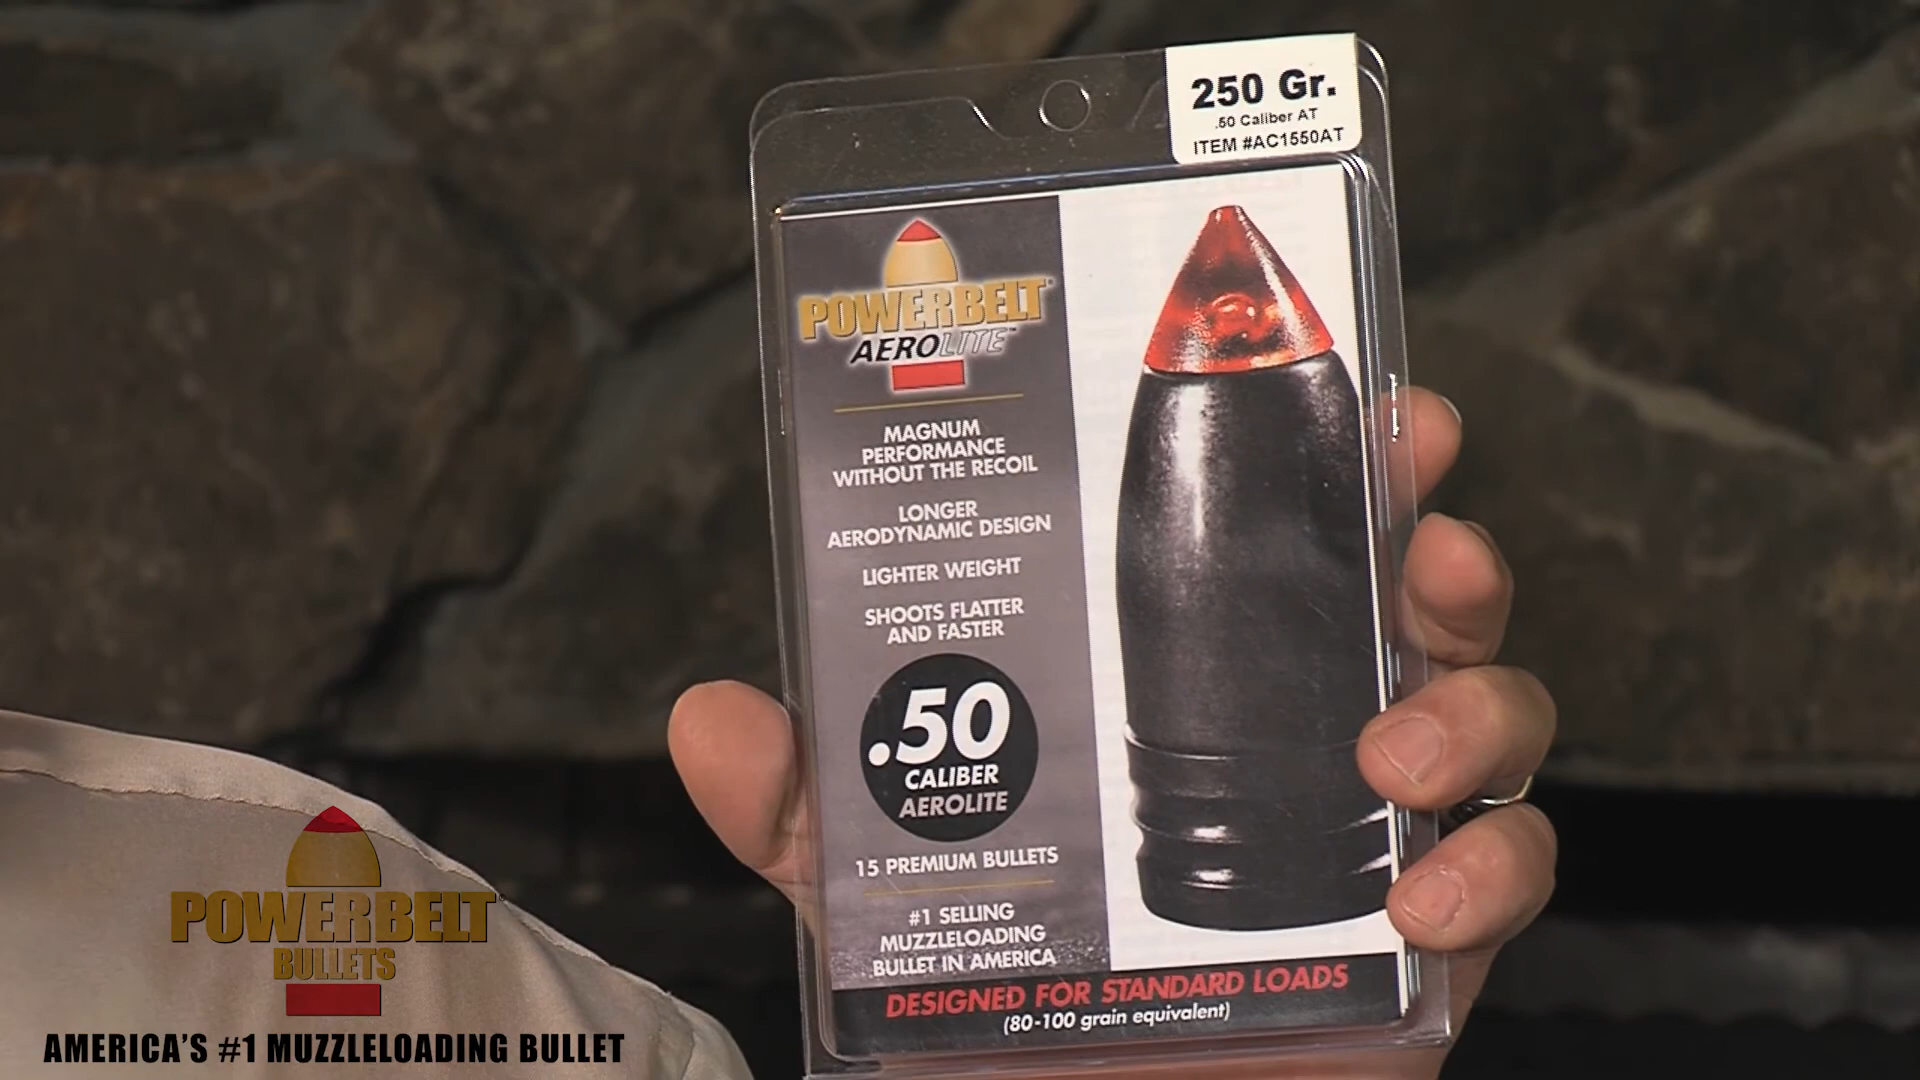 250 Gr.
.50 Caliber AT
ITEM #AC1550AT
POWERBELT
AEROLITE™
MAGNUM
PERFORMANCE
WITHOUT THE RECOIL
LONGER
AERODYNAMIC DESIGN
LIGHTER WEIGHT
SHOOTS FLATTER
AND FASTER
.50
CALIBER
AEROLITE
15 PREMIUM BULLETS
#1 SELLING
MUZZLELOADING
BULLET IN AMERICA
DESIGNED FOR STANDARD LOADS
(80-100 grain equivalent)
POWERBELT
BULLETS
AMERICA'S #1 MUZZLELOADING BULLET